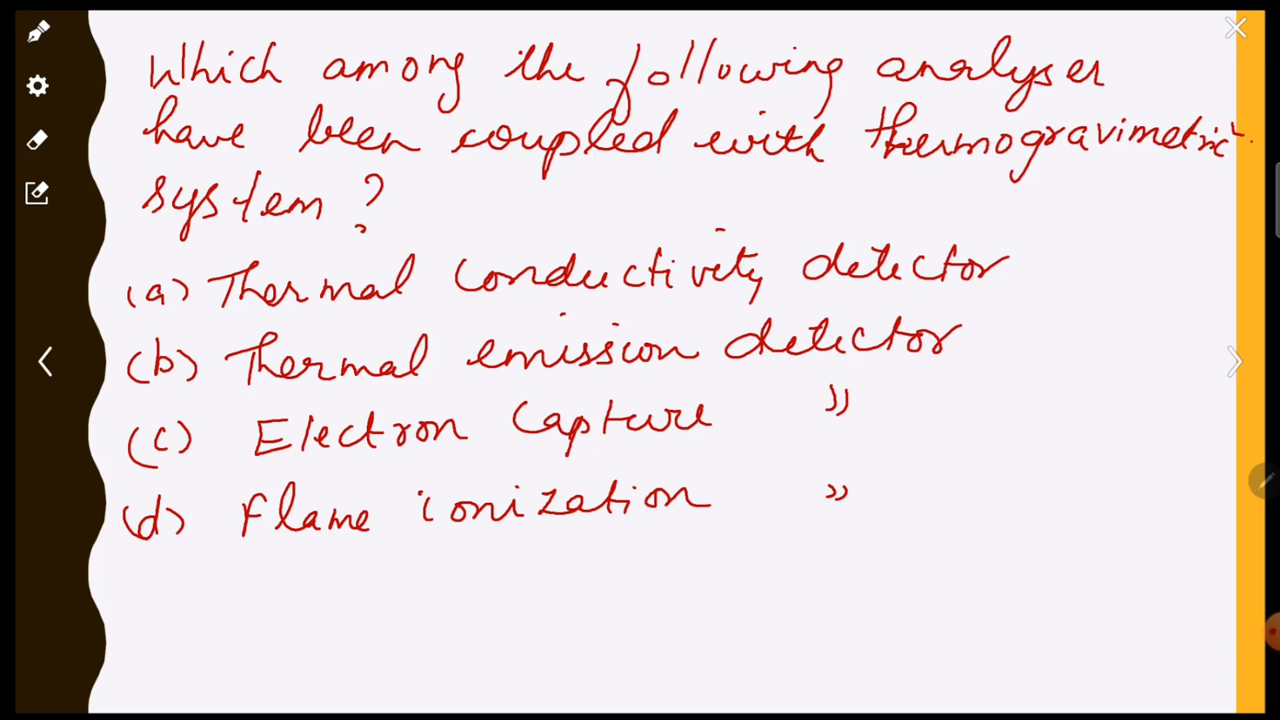 Which among the following analyser
have been coupled with thermogravimetric
system ?
(a) Thermal conductivity detector
(b) Thermal emission detector
(c) Electron Capture "
(d) Flame ionization "